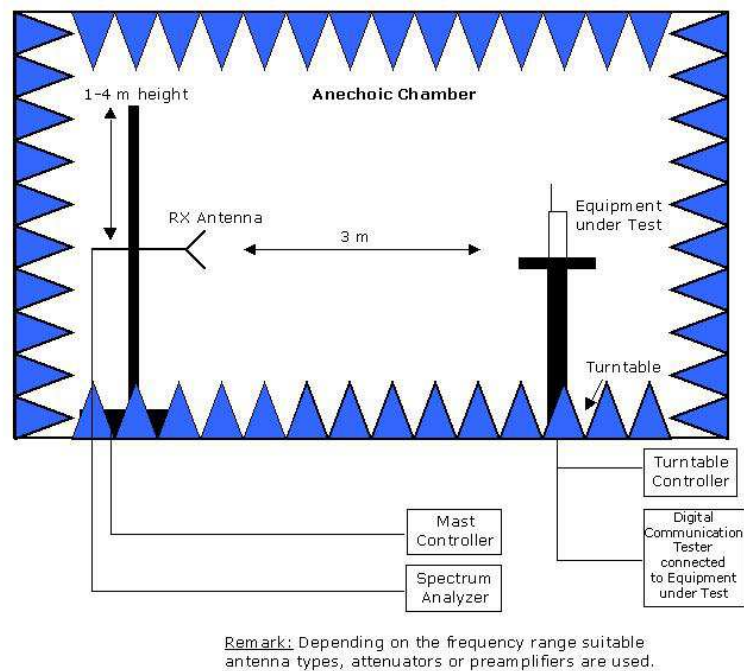 Anechoic Chamber
1-4 m height
RX Antenna
3 m
Equipment
under Test
Turntable
Turntable
Controller
Mast
Controller
Spectrum
Analyzer
Digital
Communication
Tester
connected
to Equipment
under Test
Remark: Depending on the frequency range suitable
antenna types, attenuators or preamplifiers are used.